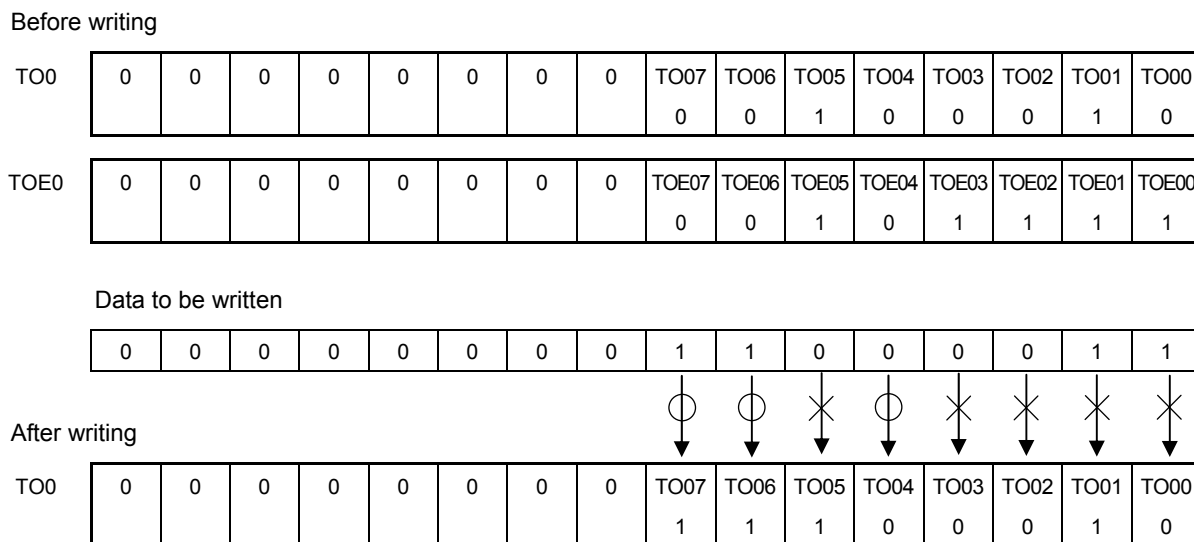 Before writing
TO0 0 0 0 0 0 0 0 0 TO07 TO06 TO05 TO04 TO03 TO02 TO01 TO00
0 0 1 0 0 0 1 0
TOE0 0 0 0 0 0 0 0 0 TOE07 TOE06 TOE05 TOE04 TOE03 TOE02 TOE01 TOE00
0 0 1 0 1 1 1 1
Data to be written
0 0 0 0 0 0 0 0 1 1 0 0 0 0 1 1
After writing
TO0 0 0 0 0 0 0 0 0 TO07 TO06 TO05 TO04 TO03 TO02 TO01 TO00
1 1 1 0 0 0 1 0